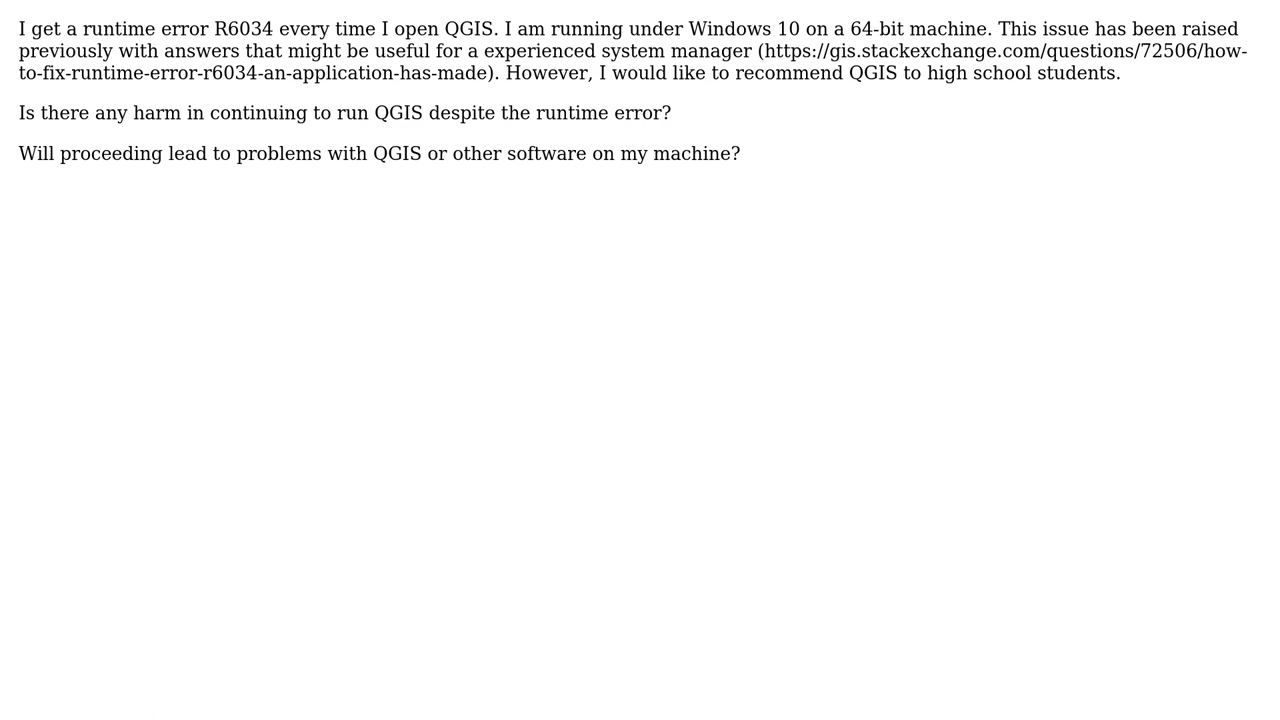 I get a runtime error R6034 every time I open QGIS. I am running under Windows 10 on a 64-bit machine. This issue has been raised
previously with answers that might be useful for a experienced system manager (https://gis.stackexchange.com/questions/72506/how-
to-fix-runtime-error-r6034-an-application-has-made). However, I would like to recommend QGIS to high school students.
Is there any harm in continuing to run QGIS despite the runtime error?
Will proceeding lead to problems with QGIS or other software on my machine?